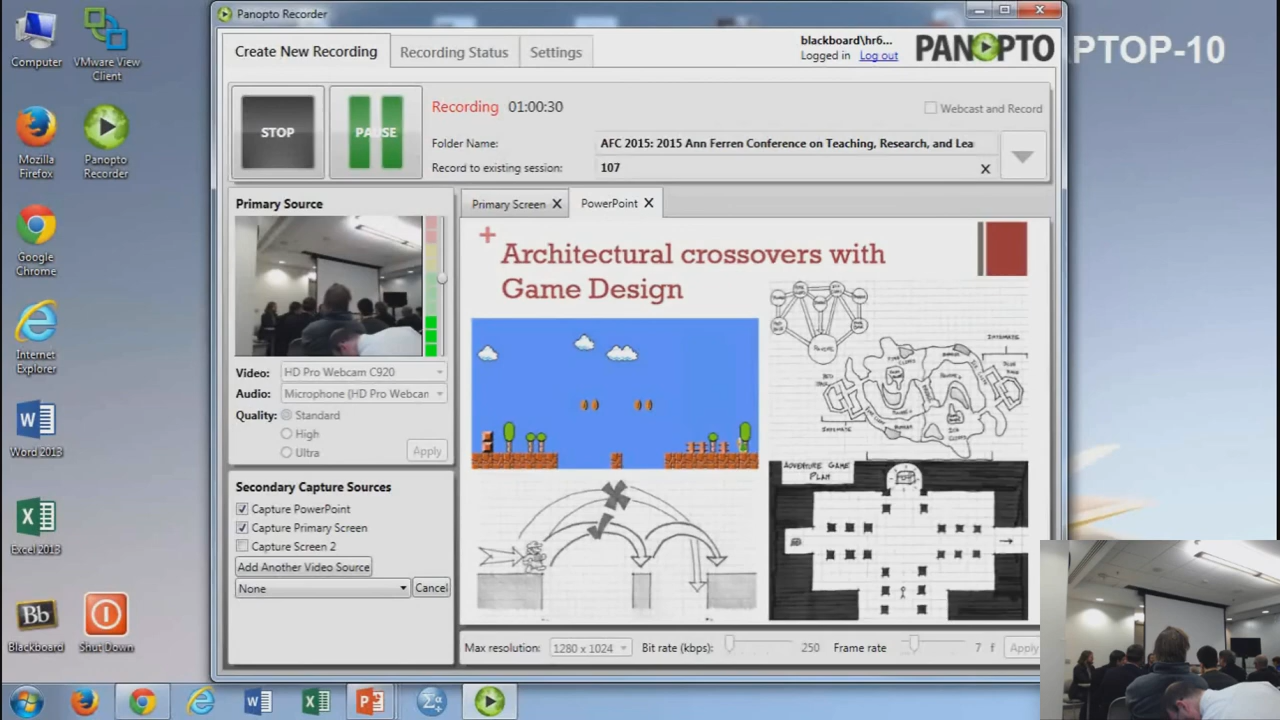 Panopto Recorder
Computer
VMware View
Client
Mozilla
Firefox
Panopto
Recorder
Google
Chrome
Internet
Explorer
Word 2013
Excel 2013
Bb
Blackboard
Shut Down
Create New Recording
Recording Status
Settings
blackboard\hr6...
Logged in Log out
PANOPTO
PTOP-10
STOP
PAUSE
Recording 01:00:30
Webcast and Record
Folder Name: AFC 2015: 2015 Ann Ferren Conference on Teaching, Research, and Lea
Record to existing session: 107
Primary Source
Video: HD Pro Webcam C920
Audio: Microphone (HD Pro Webcan
Quality: Standard
High
Ultra
Apply
Secondary Capture Sources
Capture PowerPoint
Capture Primary Screen
Capture Screen 2
Add Another Video Source
None
Cancel
Primary Screen
PowerPoint
Architectural crossovers with
Game Design
ADVENTURE GAME
PLAN
Max resolution: 1280 x 1024 Bit rate (kbps): 250 Frame rate 7 f Apply